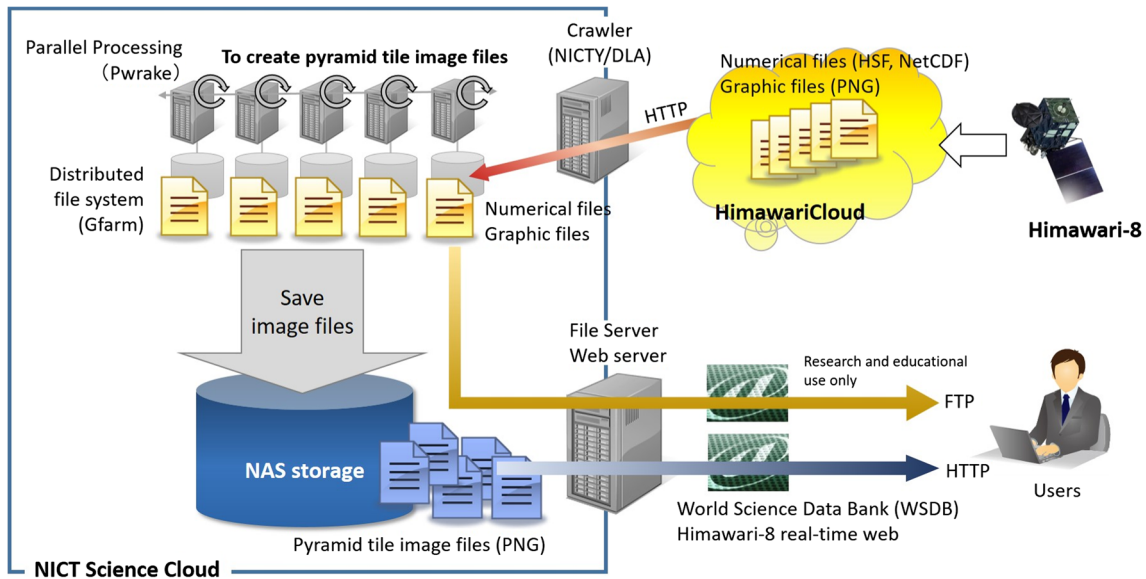 Parallel Processing
(Pwrake)
To create pyramid tile image files
Crawler
(NICTY/DLA)
Numerical files (HSF, NetCDF)
Graphic files (PNG)
HTTP
HimawariCloud
Himawari-8
Distributed
file system
(Gfarm)
Numerical files
Graphic files
Save
image files
File Server
Web server
Research and educational
use only
FTP
NAS storage
HTTP
Users
World Science Data Bank (WSDB)
Himawari-8 real-time web
Pyramid tile image files (PNG)
NICT Science Cloud